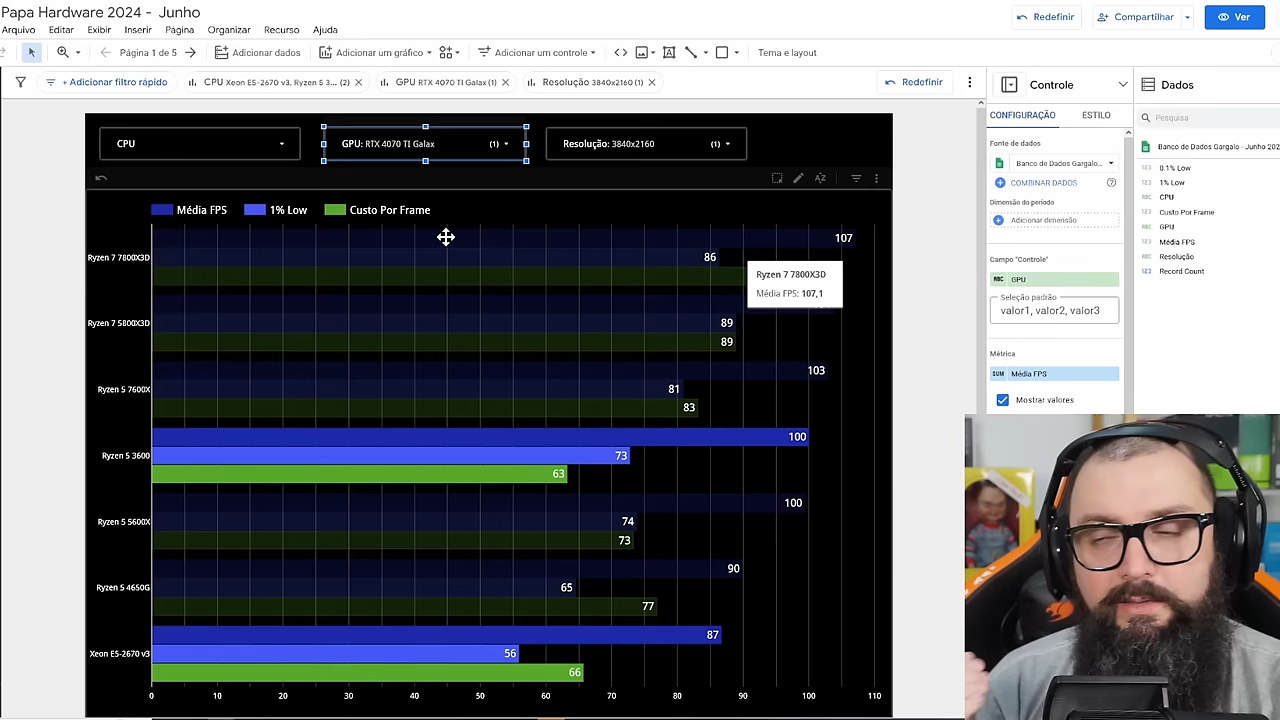 Papa Hardware 2024 - Junho
Redefinir
Compartilhar
Ver
Arquivo Editar Exibir Inserir Página Organizar Recurso Ajuda
Página 1 de 5
Adicionar dados
Adicionar um gráfico
Adicionar um controle
Tema e layout
+ Adicionar filtro rápido
CPU Xeon E5-2670 v3, Ryzen 5 3... (2)
GPU RTX 4070 TI Galax (1)
Resolução 3840x2160 (1)
Redefinir
Controle
Dados
CPU
GPU: RTX 4070 TI Galax (1)
Resolução: 3840x2160 (1)
Média FPS 1% Low Custo Por Frame
Ryzen 7 7800X3D
107
86
Ryzen 7 7800X3D
Média FPS: 107,1
Ryzen 7 5800X3D
89
89
Ryzen 5 7600X
103
81
83
Ryzen 5 3600
100
73
63
Ryzen 5 5600X
100
74
73
Ryzen 5 4650G
90
65
77
Xeon E5-2670 v3
87
56
66
0 10 20 30 40 50 60 70 80 90 100 110
CONFIGURAÇÃO
ESTILO
Fonte de dados
Banco de Dados Gargalo...
COMBINAR DADOS
Dimensão do período
Adicionar dimensão
Campo "Controle"
ABC GPU
Seleção padrão
valor1, valor2, valor3
Métrica
SUM Média FPS
Mostrar valores
Pesquisa
Banco de Dados Gargalo - Junho 202
123 0.1% Low
123 1% Low
ABC CPU
123 Custo Por Frame
ABC GPU
123 Média FPS
ABC Resolução
123 Record Count